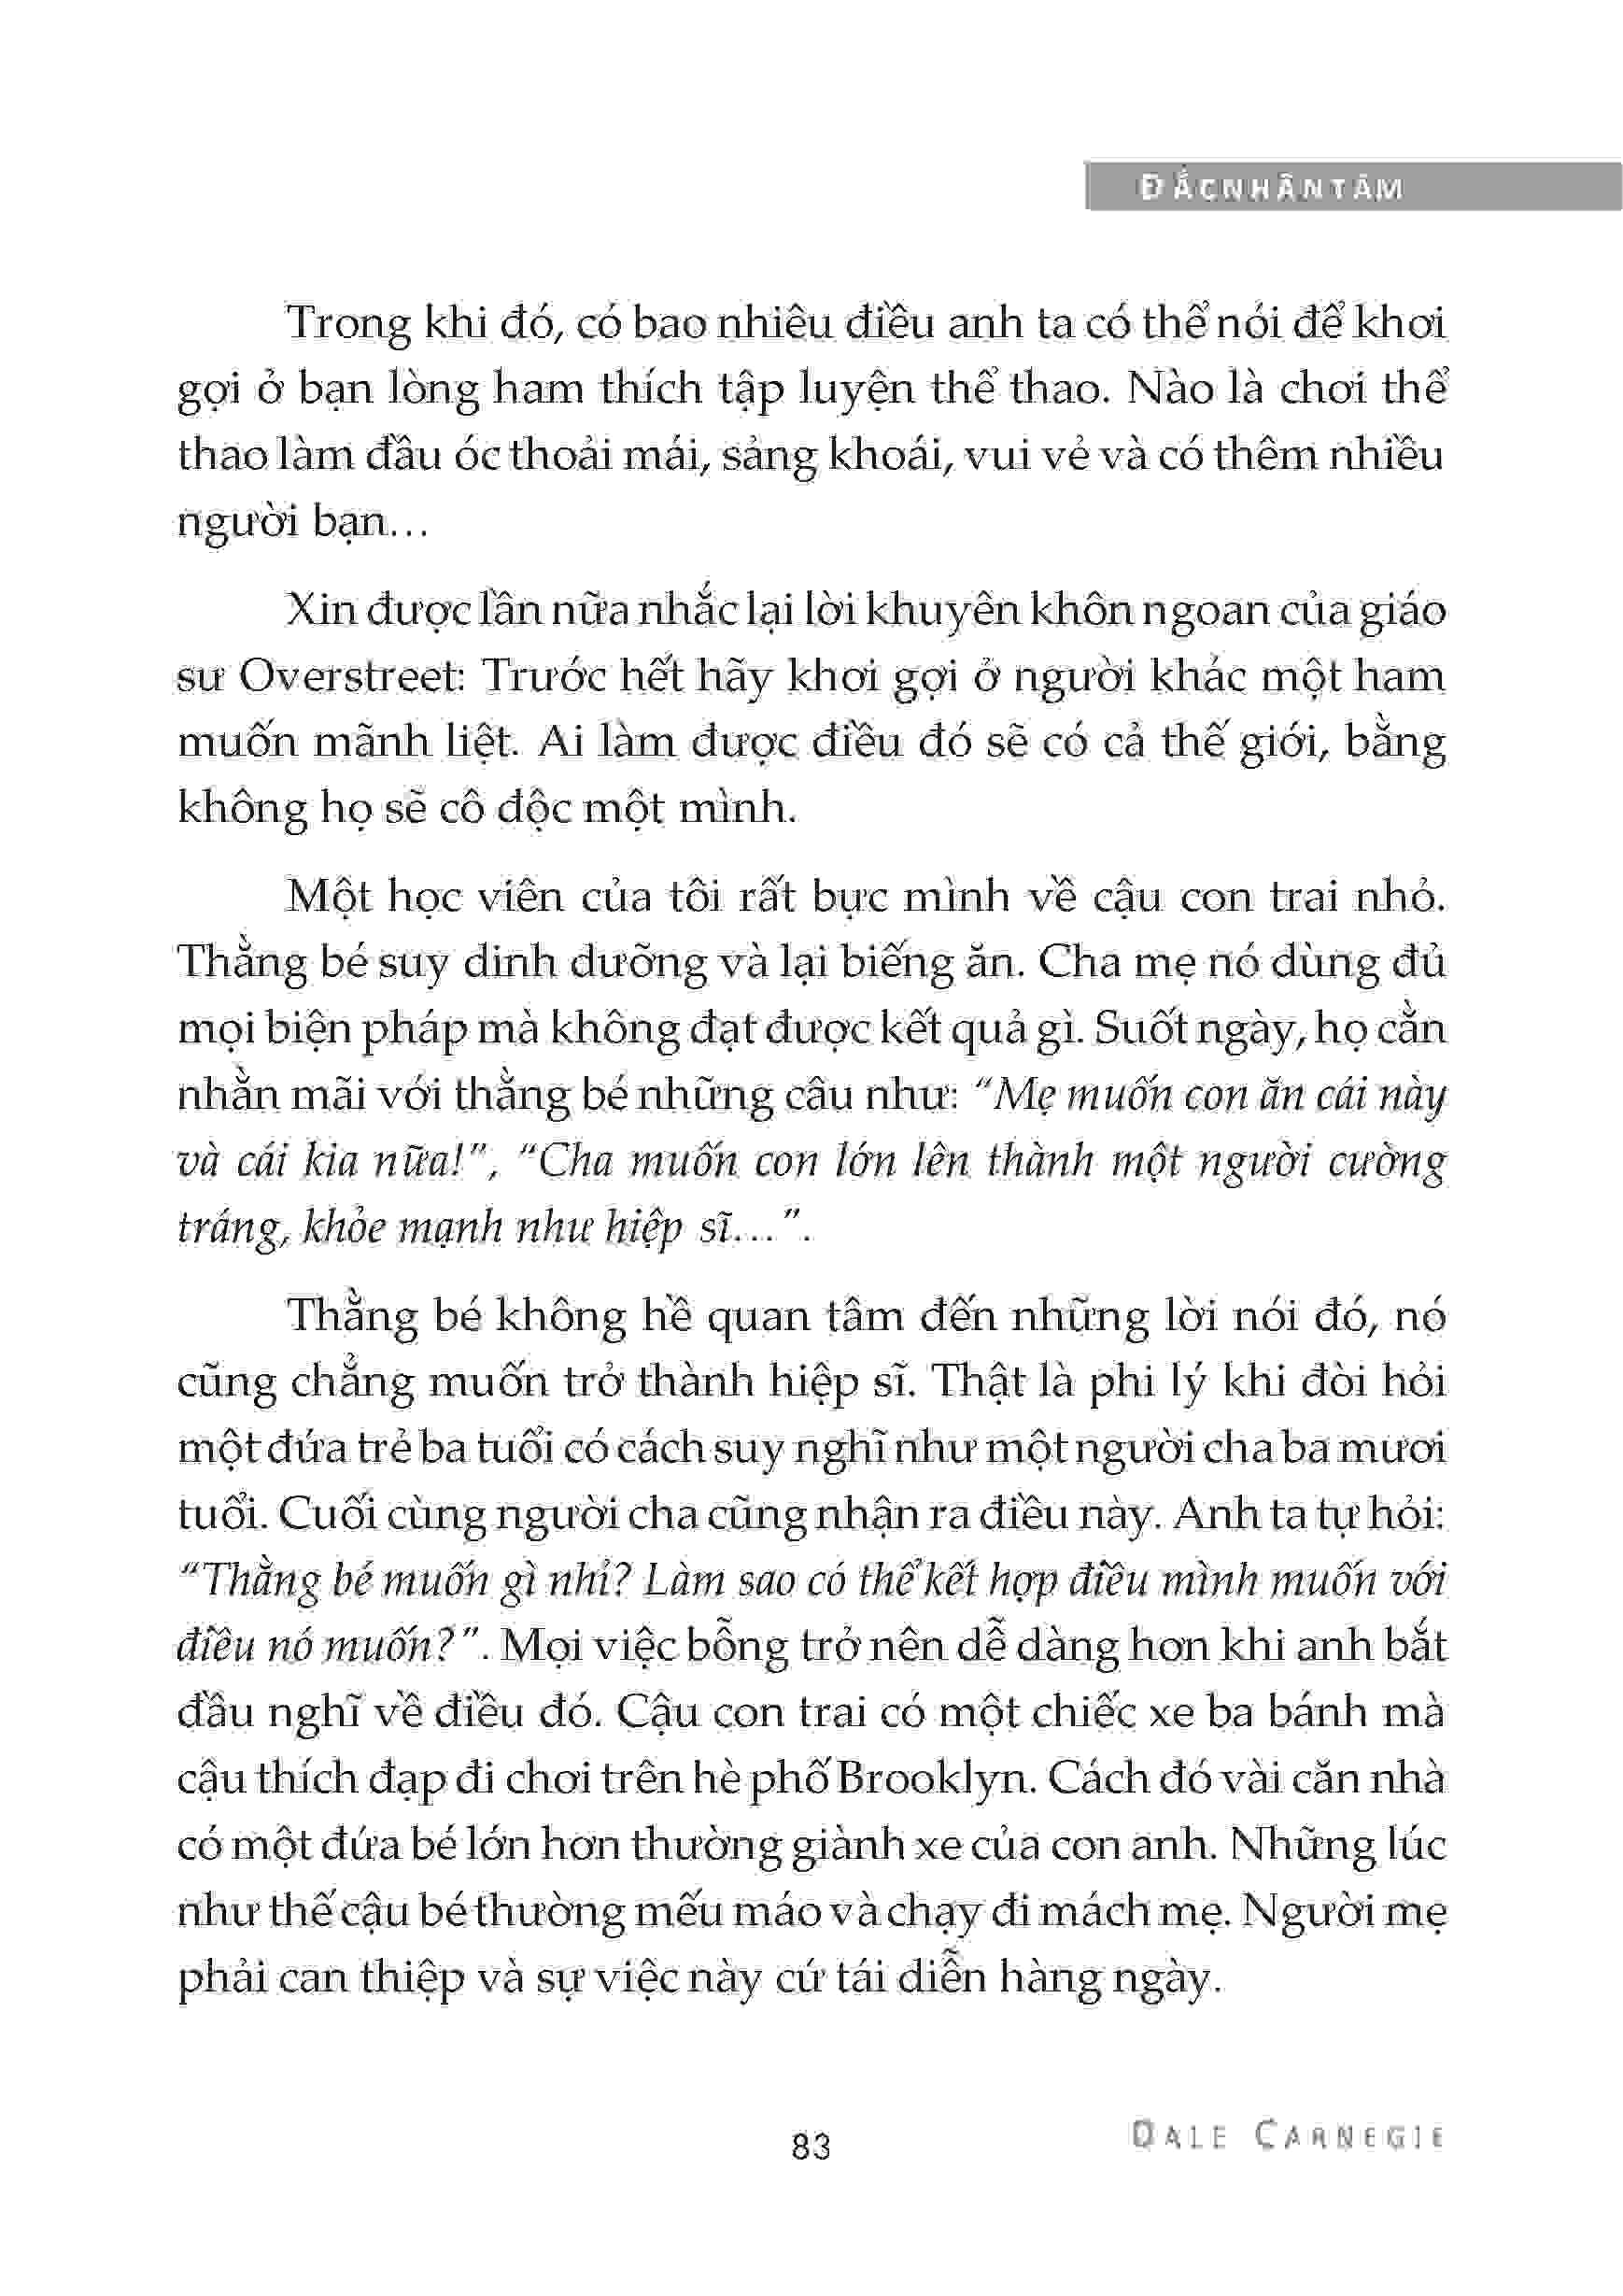 ĐẮCNHÂNTÂM
Trong khi đó, có bao nhiêu điều anh ta có thể nói để khơi
gợi ở bạn lòng ham thích tập luyện thể thao. Nào là chơi thể
thao làm đầu óc thoải mái, sảng khoái, vui vẻ và có thêm nhiều
người bạn…
Xin được lần nữa nhắc lại lời khuyên khôn ngoan của giáo
sư Overstreet: Trước hết hãy khơi gợi ở người khác một ham
muốn mãnh liệt. Ai làm được điều đó sẽ có cả thế giới, bằng
không họ sẽ cô độc một mình.
Một học viên của tôi rất bực mình về cậu con trai nhỏ.
Thằng bé suy dinh dưỡng và lại biếng ăn. Cha mẹ nó dùng đủ
mọi biện pháp mà không đạt được kết quả gì. Suốt ngày, họ cằn
nhằn mãi với thằng bé những câu như: “Mẹ muốn con ăn cái này
và cái kia nữa!”, “Cha muốn con lớn lên thành một người cường
tráng, khỏe mạnh như hiệp sĩ…”.
Thằng bé không hề quan tâm đến những lời nói đó, nó
cũng chẳng muốn trở thành hiệp sĩ. Thật là phi lý khi đòi hỏi
một đứa trẻ ba tuổi có cách suy nghĩ như một người cha ba mươi
tuổi. Cuối cùng người cha cũng nhận ra điều này. Anh ta tự hỏi:
“Thằng bé muốn gì nhỉ? Làm sao có thể kết hợp điều mình muốn với
điều nó muốn?”. Mọi việc bỗng trở nên dễ dàng hơn khi anh bắt
đầu nghĩ về điều đó. Cậu con trai có một chiếc xe ba bánh mà
cậu thích đạp đi chơi trên hè phố Brooklyn. Cách đó vài căn nhà
có một đứa bé lớn hơn thường giành xe của con anh. Những lúc
như thế cậu bé thường mếu máo và chạy đi mách mẹ. Người mẹ
phải can thiệp và sự việc này cứ tái diễn hàng ngày.
83
DALE CARNEGIE